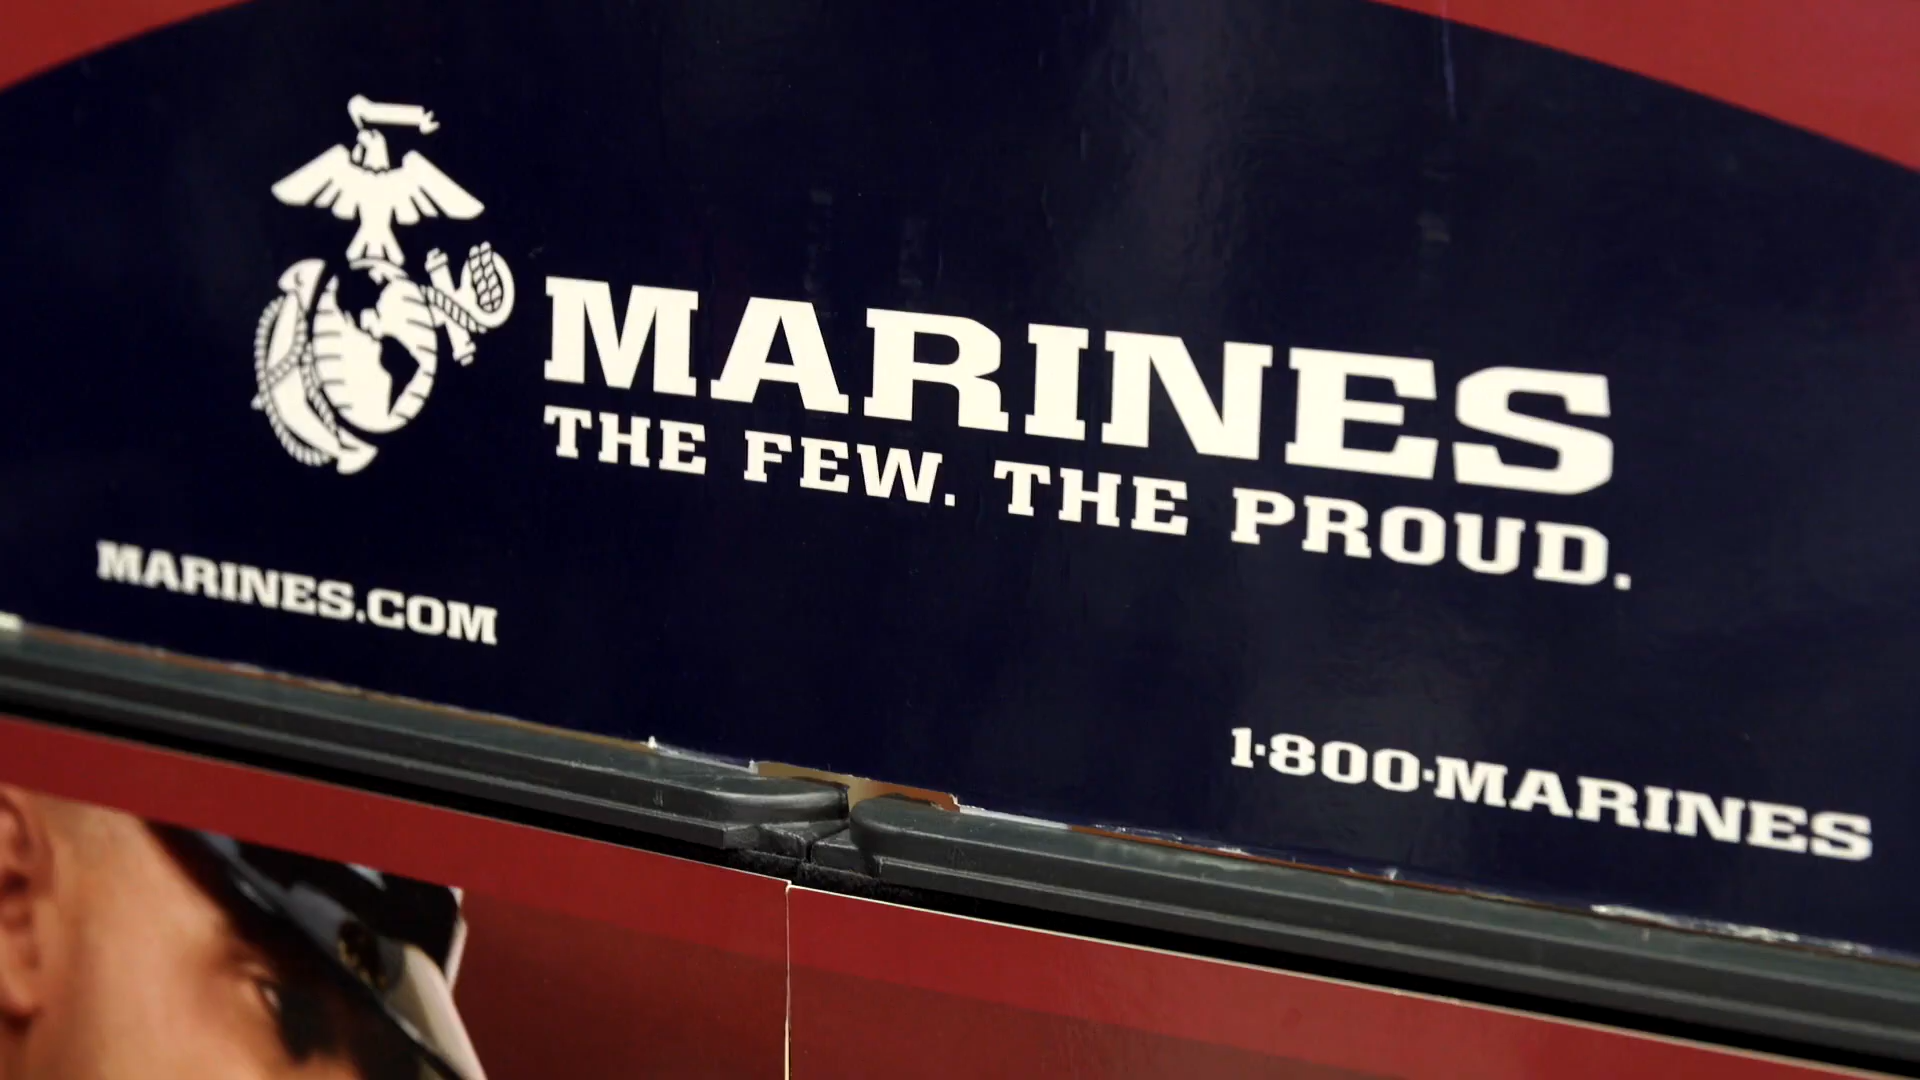 MARINES
THE FEW. THE PROUD.
MARINES.COM
1·800·MARINES